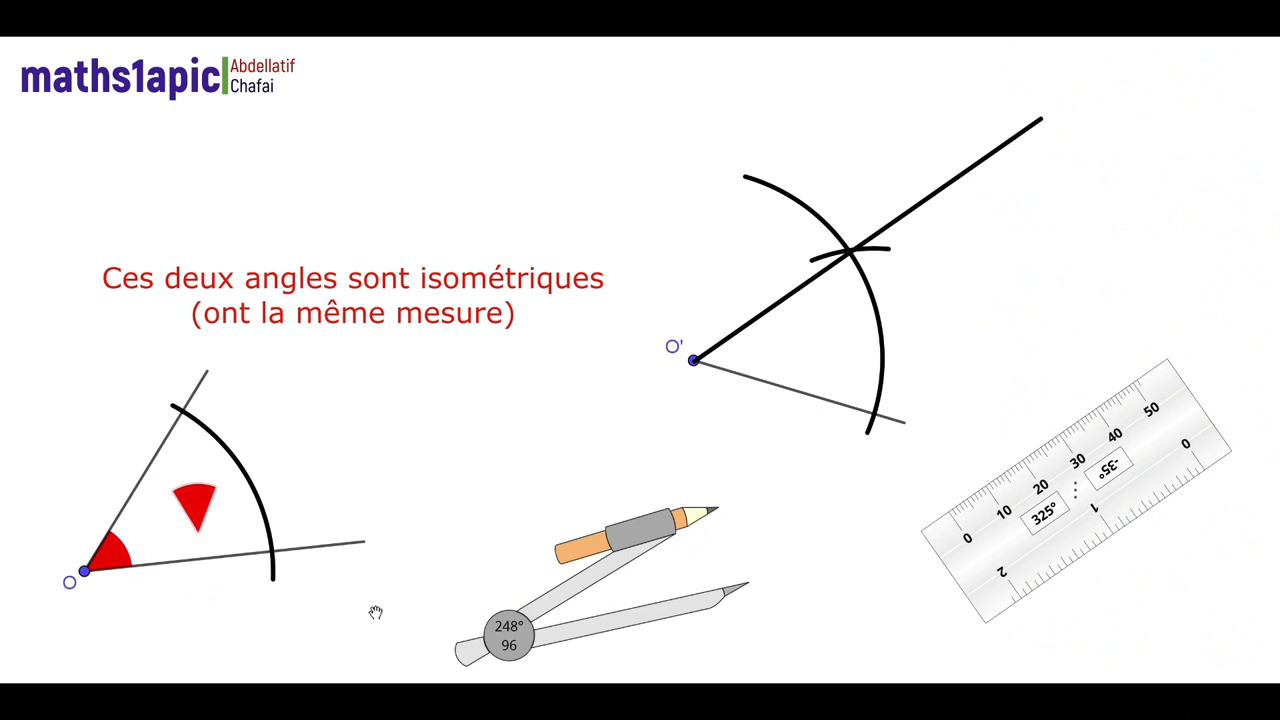 maths1apic
Abdellatif
Chafai
Ces deux angles sont isométriques
(ont la même mesure)
O'
O
248°
96
0
10
20
30
40
50
325°
-35°
0
1
2